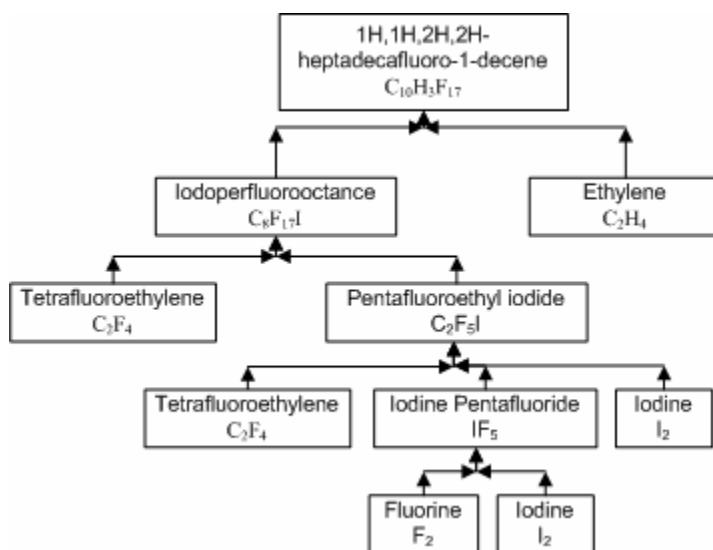 1H,1H,2H,2H-
heptadecafluoro-1-decene
C₁₀H₃F₁₇
Iodoperfluorooctance
C₈F₁₇I
Ethylene
C₂H₄
Tetrafluoroethylene
C₂F₄
Pentafluoroethyl iodide
C₂F₅I
Tetrafluoroethylene
C₂F₄
Iodine Pentafluoride
IF₅
Iodine
I₂
Fluorine
F₂
Iodine
I₂